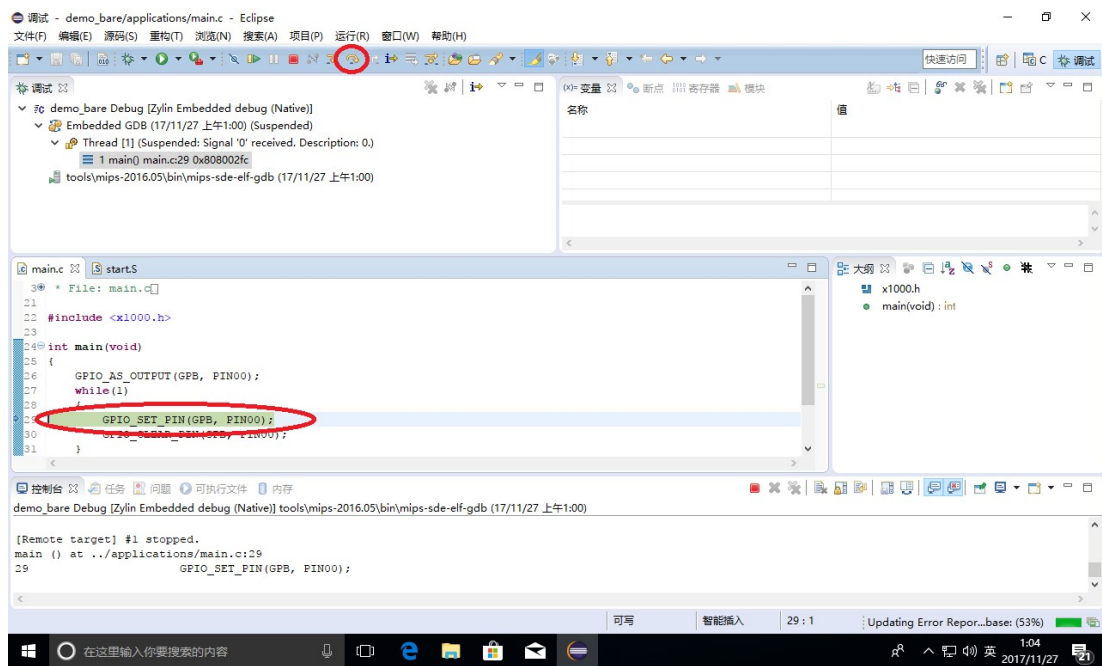 调试 - demo_bare/applications/main.c - Eclipse
文件(F) 编辑(E) 源码(S) 重构(T) 浏览(N) 搜索(A) 项目(P) 运行(R) 窗口(W) 帮助(H)
快速访问 C 调试
调试
demo_bare Debug [Zylin Embedded debug (Native)]
Embedded GDB (17/11/27 上午1:00) (Suspended)
Thread [1] (Suspended: Signal '0' received. Description: 0.)
1 main() main.c:29 0x808002fc
tools\mips-2016.05\bin\mips-sde-elf-gdb (17/11/27 上午1:00)
(x)= 变量 断点 寄存器 模块
名称 值
main.c start.S
3 * File: main.c
21
22 #include <x1000.h>
23
24 int main(void)
25 {
26 GPIO_AS_OUTPUT(GPB, PIN00);
27 while(1)
28 {
29 GPIO_SET_PIN(GPB, PIN00);
30 GPIO_CLEAR_PIN(GPB, PIN00);
31 }
大纲
x1000.h
main(void) : int
控制台 任务 问题 可执行文件 内存
demo_bare Debug [Zylin Embedded debug (Native)] tools\mips-2016.05\bin\mips-sde-elf-gdb (17/11/27 上午1:00)
[Remote target] #1 stopped.
main () at ../applications/main.c:29
29 GPIO_SET_PIN(GPB, PIN00);
可写 智能插入 29 : 1 Updating Error Repor...base: (53%)
在这里输入你要搜索的内容
英
1:04
2017/11/27
21